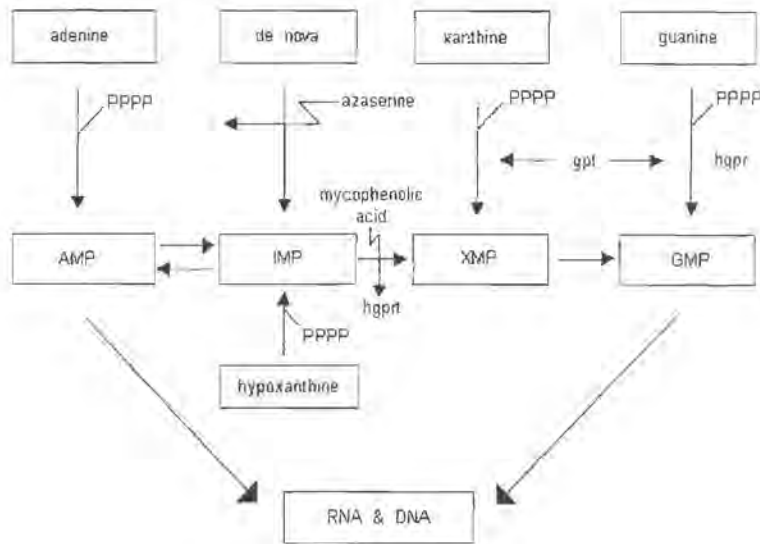 adenine
de nova
xanthine
guanine
PPPP
azaserine
PPPP
PPPP
gpt
hgpr
mycophenolic
acid
AMP
IMP
XMP
GMP
hgprt
PPPP
hypoxanthine
RNA & DNA